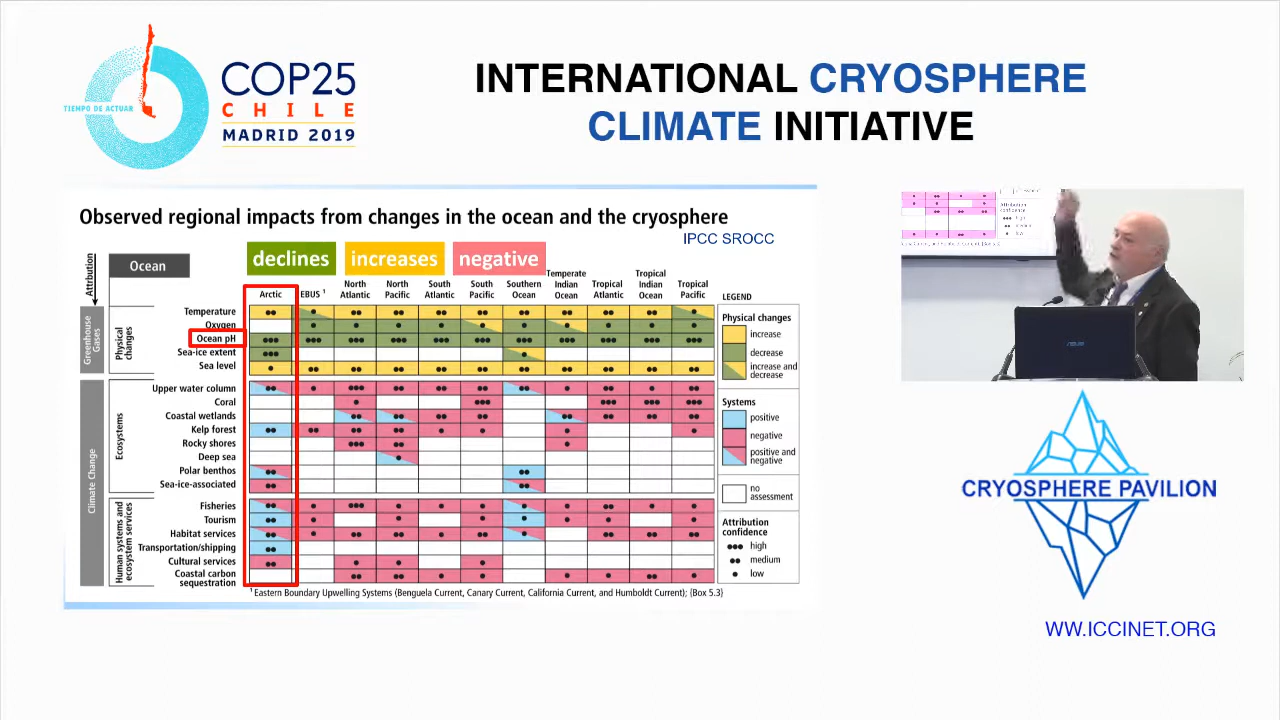 COP25
CHILE
MADRID 2019
TIEMPO DE ACTUAR
INTERNATIONAL CRYOSPHERE
CLIMATE INITIATIVE
Observed regional impacts from changes in the ocean and the cryosphere
IPCC SROCC
declines increases negative
Attribution
Ocean
Arctic
EBUS 1
North Atlantic
North Pacific
South Atlantic
South Pacific
Southern Ocean
Temperate Indian Ocean
Tropical Atlantic
Tropical Indian Ocean
Tropical Pacific
Greenhouse Gases
Physical changes
Temperature
Oxygen
Ocean pH
Sea-ice extent
Sea level
Climate Change
Ecosystems
Upper water column
Coral
Coastal wetlands
Kelp forest
Rocky shores
Deep sea
Polar benthos
Sea-ice-associated
Human systems and ecosystem services
Fisheries
Tourism
Habitat services
Transportation/shipping
Cultural services
Coastal carbon
sequestration
1 Eastern Boundary Upwelling Systems (Benguela Current, Canary Current, California Current, and Humboldt Current); {Box 5.3}
LEGEND
Physical changes
increase
decrease
increase and
decrease
Systems
positive
negative
positive and
negative
no
assessment
Attribution
confidence
high
medium
low
CRYOSPHERE PAVILION
WW.ICCINET.ORG